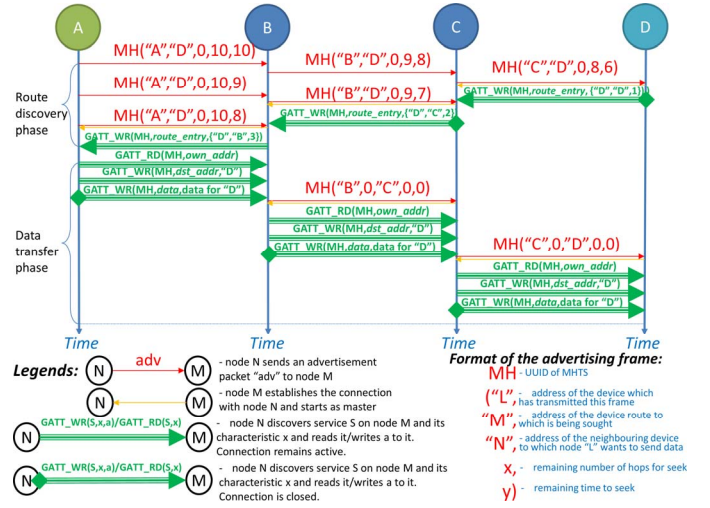 A B C D
MH("A","D",0,10,10)
MH("B","D",0,9,8)
MH("C","D",0,8,6)
Route
discovery
phase
MH("A","D",0,10,9)
MH("B","D",0,9,7)
GATT_WR(MH,route_entry,{"D","D",1}))
MH("A","D",0,10,8)
GATT_WR(MH,route_entry,{"D","C",2})
GATT_WR(MH,route_entry,{"D","B",3})
GATT_RD(MH,own_addr)
GATT_WR(MH,dst_addr,"D")
GATT_WR(MH,data,data for "D")
MH("B",0,"C",0,0)
Data
transfer
phase
GATT_RD(MH,own_addr)
GATT_WR(MH,dst_addr,"D")
GATT_WR(MH,data,data for "D")
MH("C",0,"D",0,0)
GATT_RD(MH,own_addr)
GATT_WR(MH,dst_addr,"D")
GATT_WR(MH,data,data for "D")
Time Time Time Time
Legends:
N adv M
- node N sends an advertisement
packet "adv" to node M
N M
- node M establishes the connection
with node N and starts as master
N GATT_WR(S,x,a)/GATT_RD(S,x) M
- node N discovers service S on node M and its
characteristic x and reads it/writes a to it.
Connection remains active.
N GATT_WR(S,x,a)/GATT_RD(S,x) M
- node N discovers service S on node M and its
characteristic x and reads it/writes a to it.
Connection is closed.
Format of the advertising frame:
MH - UUID of MHTS
("L", - address of the device which
has transmitted this frame
"M", - address of the device route to
which is being sought
"N", - address of the neighbouring device
to which node "L" wants to send data
x, - remaining number of hops for seek
y) - remaining time to seek